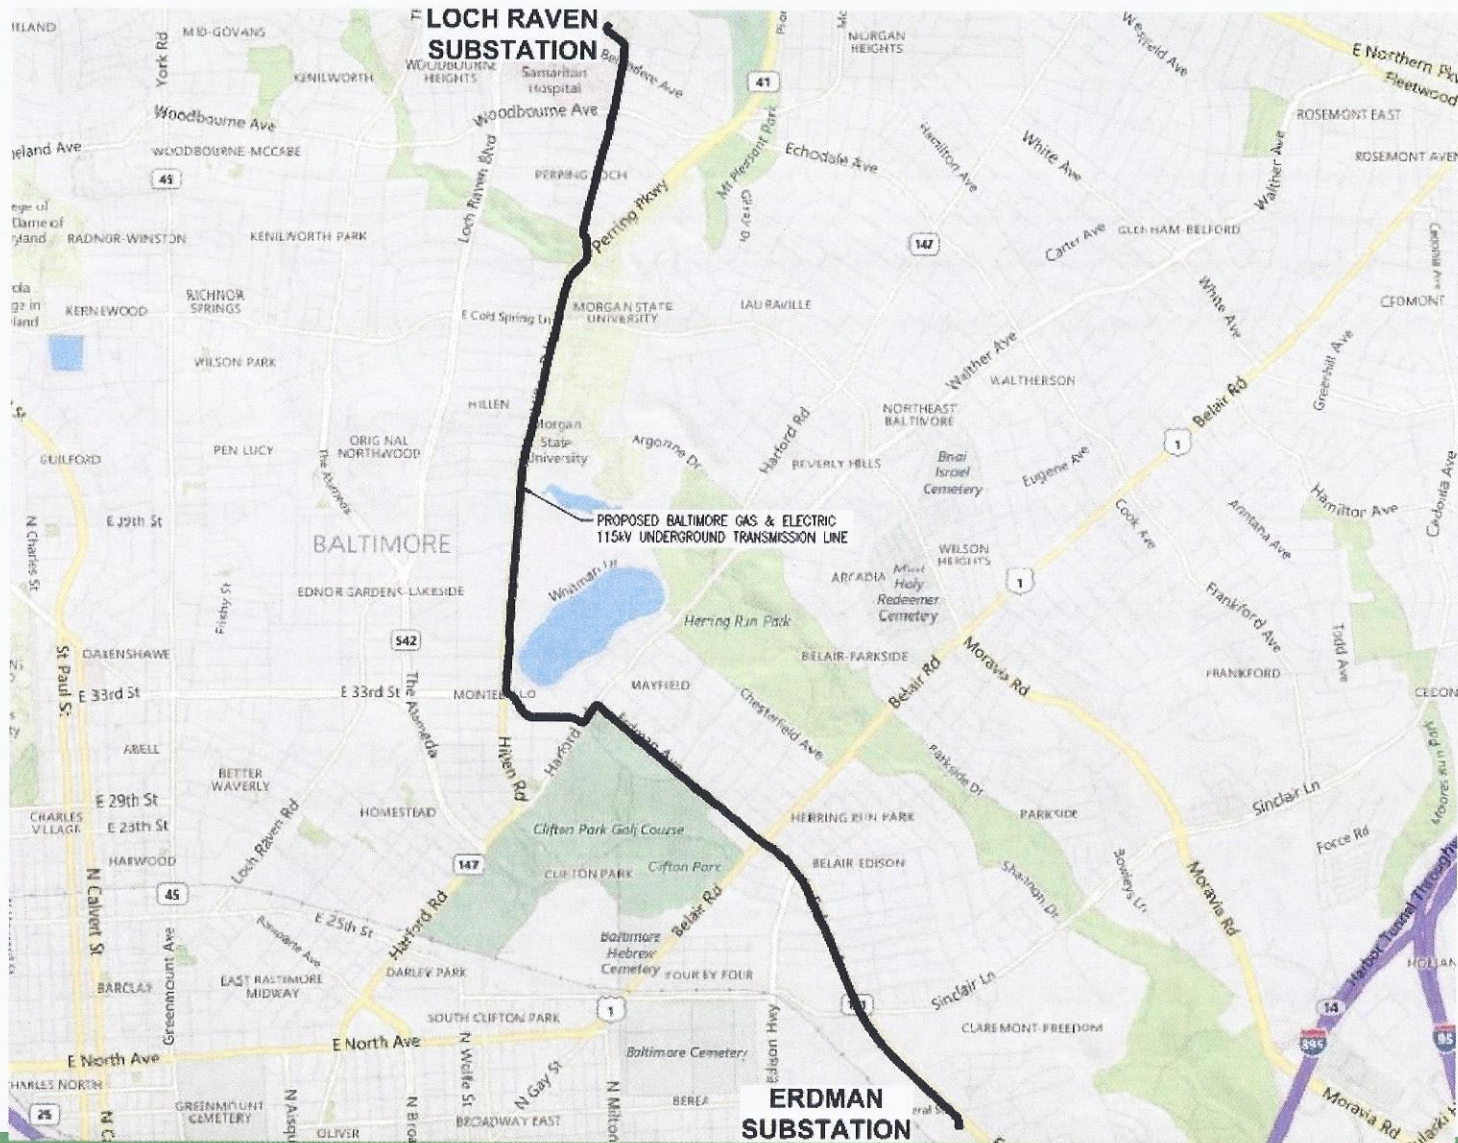 LOCH RAVEN
SUBSTATION
MID-GOVANS
York Rd
KENILWORTH
WOODBOURNE
HEIGHTS
Samaritan
Hospital
Belvedere Ave
41
MORGAN
HEIGHTS
Westfield Ave
E Northern Pkwy
Fleetwood
ROSEMONT EAST
Woodbourne Ave
Woodbourne Ave
WOODBOURNE-MCCABE
45
Loch Raven Blvd
PERRING LOCH
Perring Pkwy
Mt Pleasant Park
Echodale Ave
Hamilton Ave
White Ave
Walther Ave
RADNOR-WINSTON
KENILWORTH PARK
147
Carter Ave
GLENHAM-BELFORD
KERNEWOOD
RICHNOR
SPRINGS
E Cold Spring Ln
MORGAN STATE
UNIVERSITY
LAURAVILLE
White Ave
CEDMONT
WILSON PARK
Walther Ave
WALTHERSON
Greenhill Ave
HILLEN
NORTHEAST
BALTIMORE
Belair Rd
1
GUILFORD
PEN LUCY
The Alameda
ORIGINAL
NORTHWOOD
Morgan
State
University
Argonne Dr
Harford Rd
BEVERLY HILLS
Bnai
Israel
Cemetery
Eugene Ave
Cook Ave
Hamilton Ave
Cedonia Ave
N Charles St
E 39th St
BALTIMORE
PROPOSED BALTIMORE GAS & ELECTRIC
115kV UNDERGROUND TRANSMISSION LINE
WILSON
HEIGHTS
1
ARCADIA
Most
Holy
Redeemer
Cemetery
Frankford Ave
EDNOR GARDENS-LAKESIDE
542
Herring Run Park
Todd Ave
St Paul St
OAKENSHAWE
E 33rd St
E 33rd St
The Alameda
MONTEBELLO
MAYFIELD
BELAIR-PARKSIDE
Belair Rd
Moravia Rd
FRANKFORD
ABELL
Hillen Rd
Harford
Erdman Ave
Chesterfield Ave
Parkside Dr
BETTER
WAVERLY
E 29th St
CHARLES
VILLAGE
HOMESTEAD
Loch Raven Rd
Clifton Park Golf Course
HERRING RUN PARK
PARKSIDE
Sinclair Ln
Force Rd
HARWOOD
147
CLIFTON PARK
Clifton Park
BELAIR-EDISON
Bowleys Ln
Shannon Dr
Moravia Rd
Harbor Tunnel Throughway
N Calvert St
45
E 25th St
Harford Rd
Belair Rd
Baltimore
Hebrew
Cemetery
FOUR BY FOUR
Greenmount Ave
BARCLAY
EAST BALTIMORE
MIDWAY
DARLEY PARK
Sinclair Ln
14
895
95
SOUTH CLIFTON PARK
1
CLAREMONT-FREEDOM
E North Ave
E North Ave
N Wolfe St
N Gay St
Baltimore Cemetery
Edison Hwy
CHARLES NORTH
25
GREENMOUNT
CEMETERY
OLIVER
BROADWAY EAST
N Milton
BEREA
ERDMAN
SUBSTATION
Moravia Rd